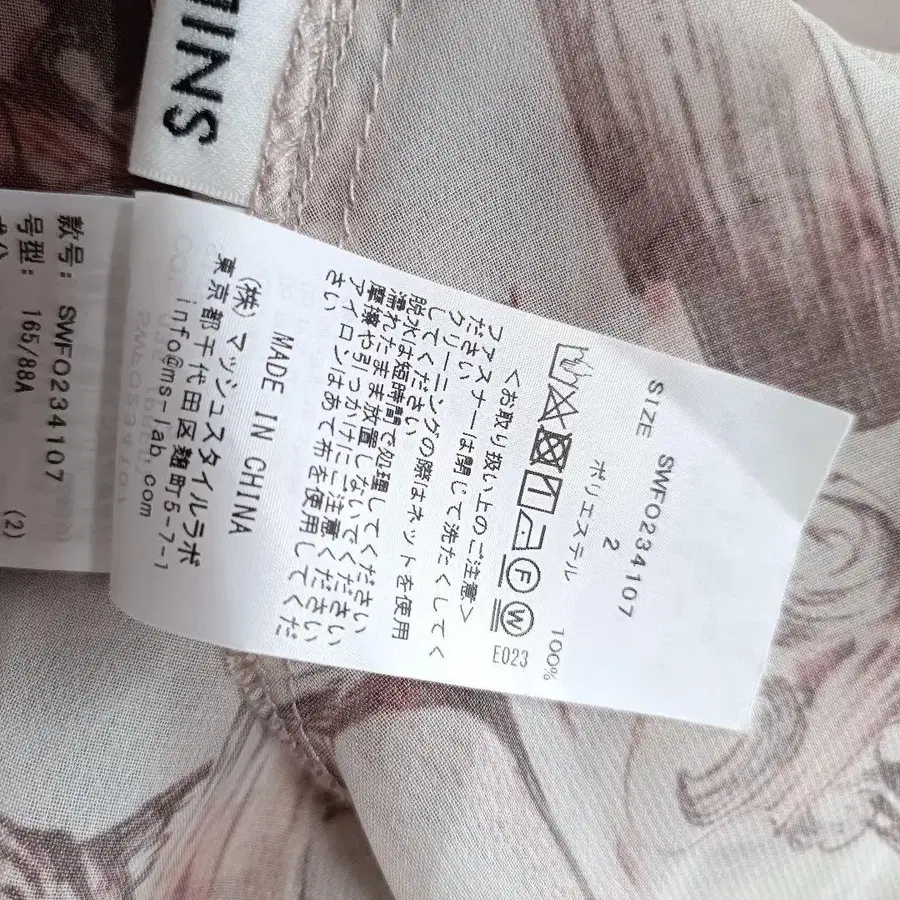 INS
SWFO234107
SIZE 2
ポリエステル 100%
F W
E023
<お取り扱い上のご注意>
ファスナーは閉じて洗たくしてく
ださい
クリーニングの際はネットを使用
してください
脱水は短時間で処理してください
濡れたまま放置しないでください
摩擦や引っかけにご注意ください
アイロンはあて布を使用してくだ
さい
MADE IN CHINA
(株)マッシュスタイルラボ
東京都千代田区麹町5-7-1
info@ms-lab.com
款号: SWFO234107
号型: 165/88A (2)